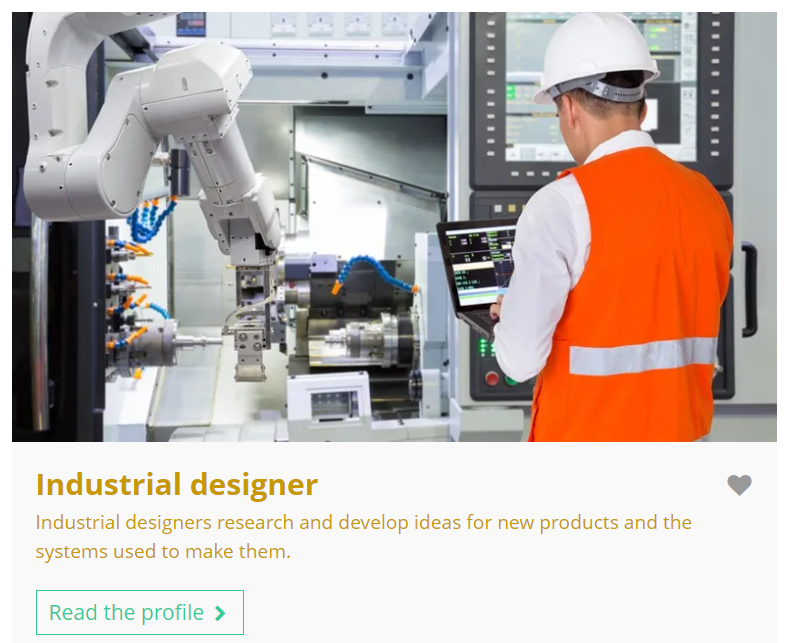 Industrial designer
Industrial designers research and develop ideas for new products and the
systems used to make them.
Read the profile